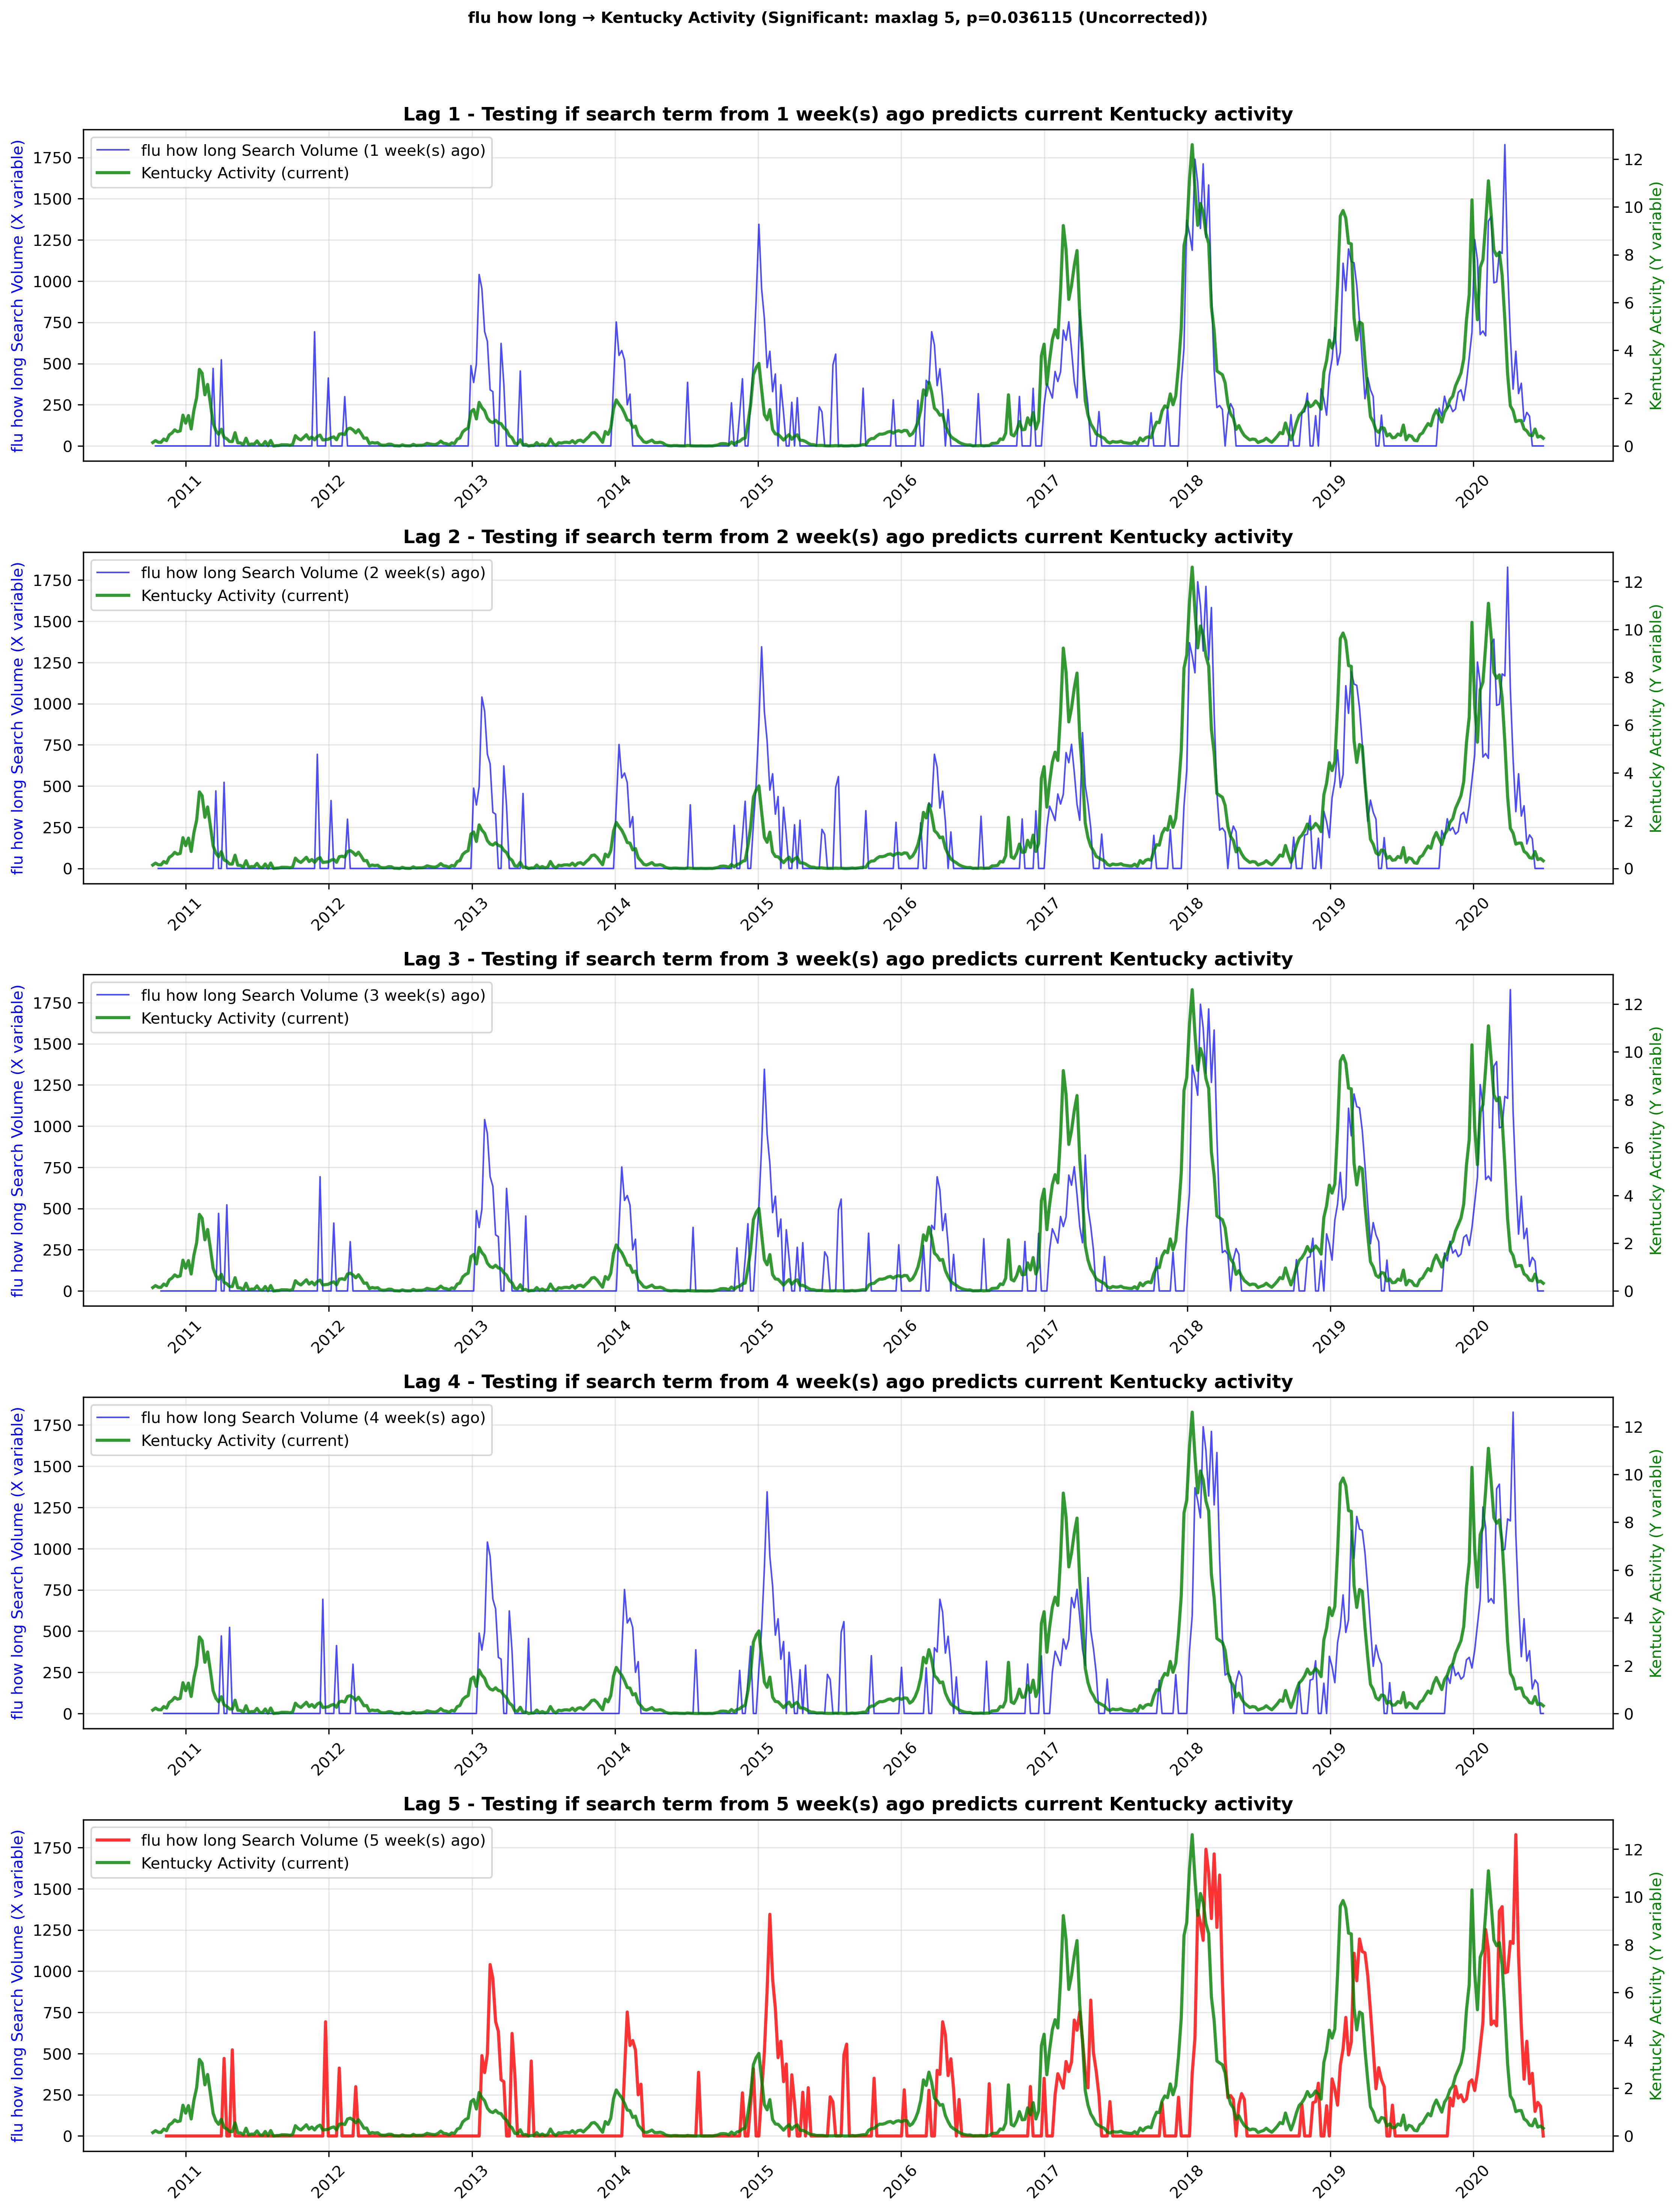 flu how long → Kentucky Activity (Significant: maxlag 5, p=0.036115 (Uncorrected))
Lag 1 - Testing if search term from 1 week(s) ago predicts current Kentucky activity
flu how long Search Volume (X variable)
1750
1500
1250
1000
750
500
250
0
flu how long Search Volume (1 week(s) ago)
Kentucky Activity (current)
12
10
8
6
4
2
0
Kentucky Activity (Y variable)
2011 2012 2013 2014 2015 2016 2017 2018 2019 2020
Lag 2 - Testing if search term from 2 week(s) ago predicts current Kentucky activity
flu how long Search Volume (X variable)
1750
1500
1250
1000
750
500
250
0
flu how long Search Volume (2 week(s) ago)
Kentucky Activity (current)
12
10
8
6
4
2
0
Kentucky Activity (Y variable)
2011 2012 2013 2014 2015 2016 2017 2018 2019 2020
Lag 3 - Testing if search term from 3 week(s) ago predicts current Kentucky activity
flu how long Search Volume (X variable)
1750
1500
1250
1000
750
500
250
0
flu how long Search Volume (3 week(s) ago)
Kentucky Activity (current)
12
10
8
6
4
2
0
Kentucky Activity (Y variable)
2011 2012 2013 2014 2015 2016 2017 2018 2019 2020
Lag 4 - Testing if search term from 4 week(s) ago predicts current Kentucky activity
flu how long Search Volume (X variable)
1750
1500
1250
1000
750
500
250
0
flu how long Search Volume (4 week(s) ago)
Kentucky Activity (current)
12
10
8
6
4
2
0
Kentucky Activity (Y variable)
2011 2012 2013 2014 2015 2016 2017 2018 2019 2020
Lag 5 - Testing if search term from 5 week(s) ago predicts current Kentucky activity
flu how long Search Volume (X variable)
1750
1500
1250
1000
750
500
250
0
flu how long Search Volume (5 week(s) ago)
Kentucky Activity (current)
12
10
8
6
4
2
0
Kentucky Activity (Y variable)
2011 2012 2013 2014 2015 2016 2017 2018 2019 2020